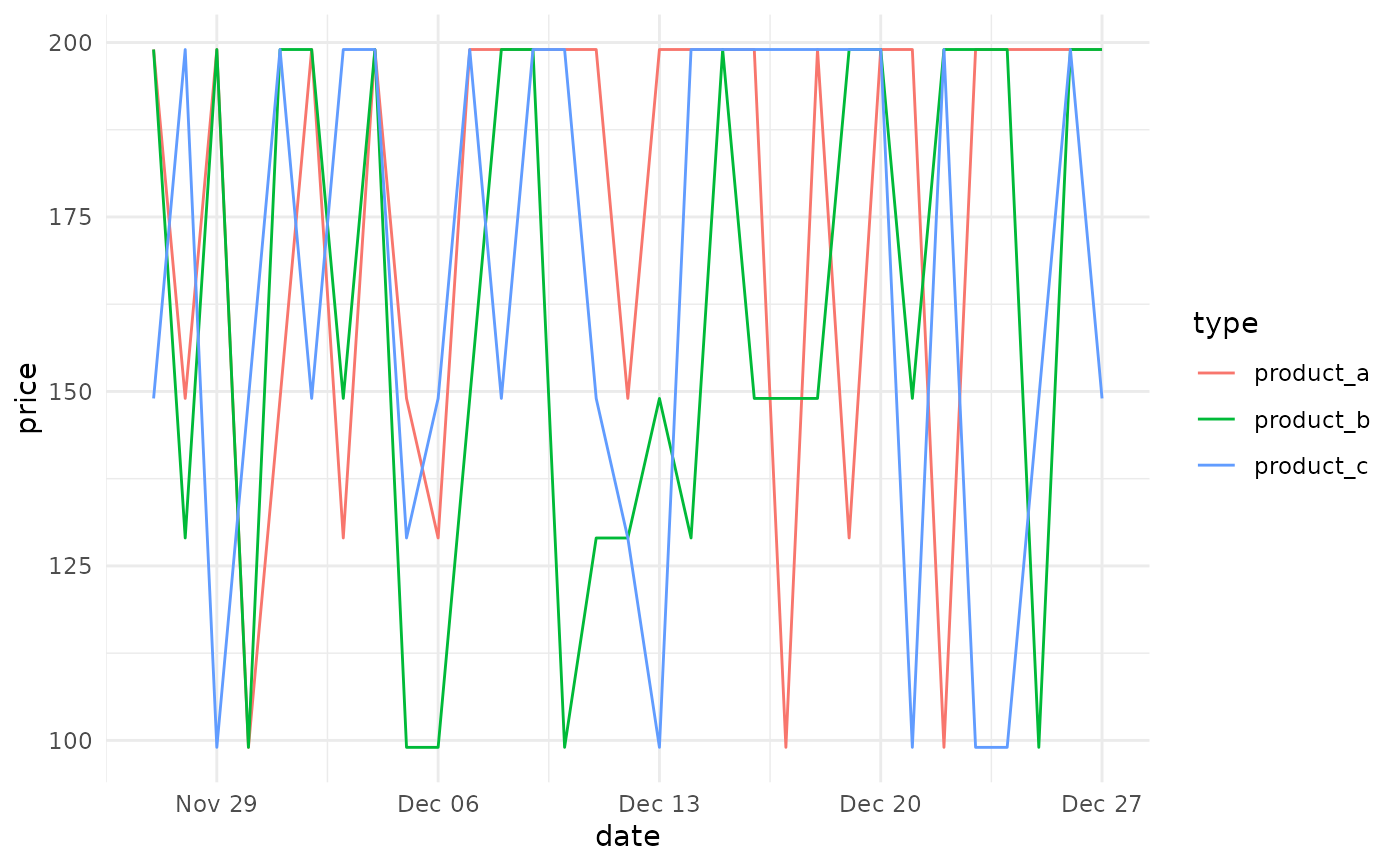 200
175
150
125
100
price
Nov 29
Dec 06
Dec 13
Dec 20
Dec 27
date
type
product_a
product_b
product_c